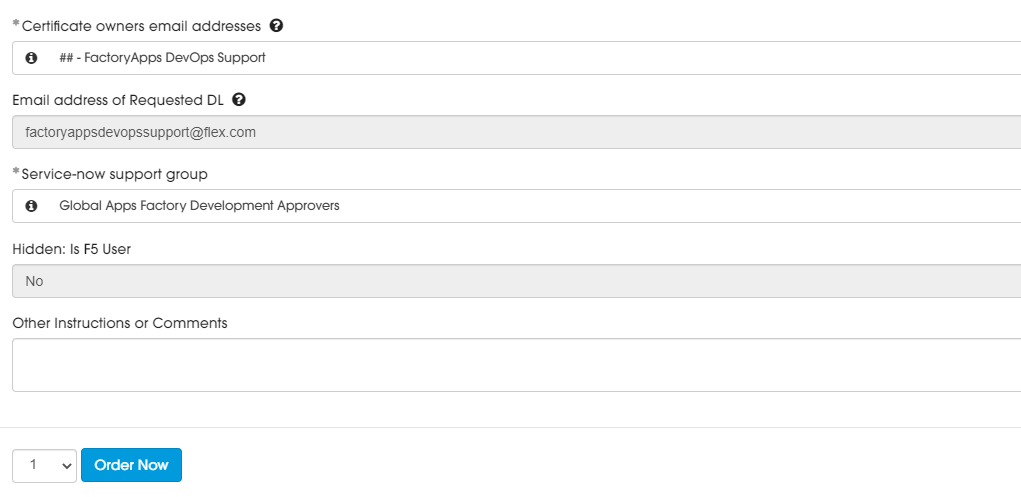 *Certificate owners email addresses ?
i ## - FactoryApps DevOps Support
Email address of Requested DL ?
factoryappsdevopssupport@flex.com
*Service-now support group
i Global Apps Factory Development Approvers
Hidden: Is F5 User
No
Other Instructions or Comments
1 Order Now